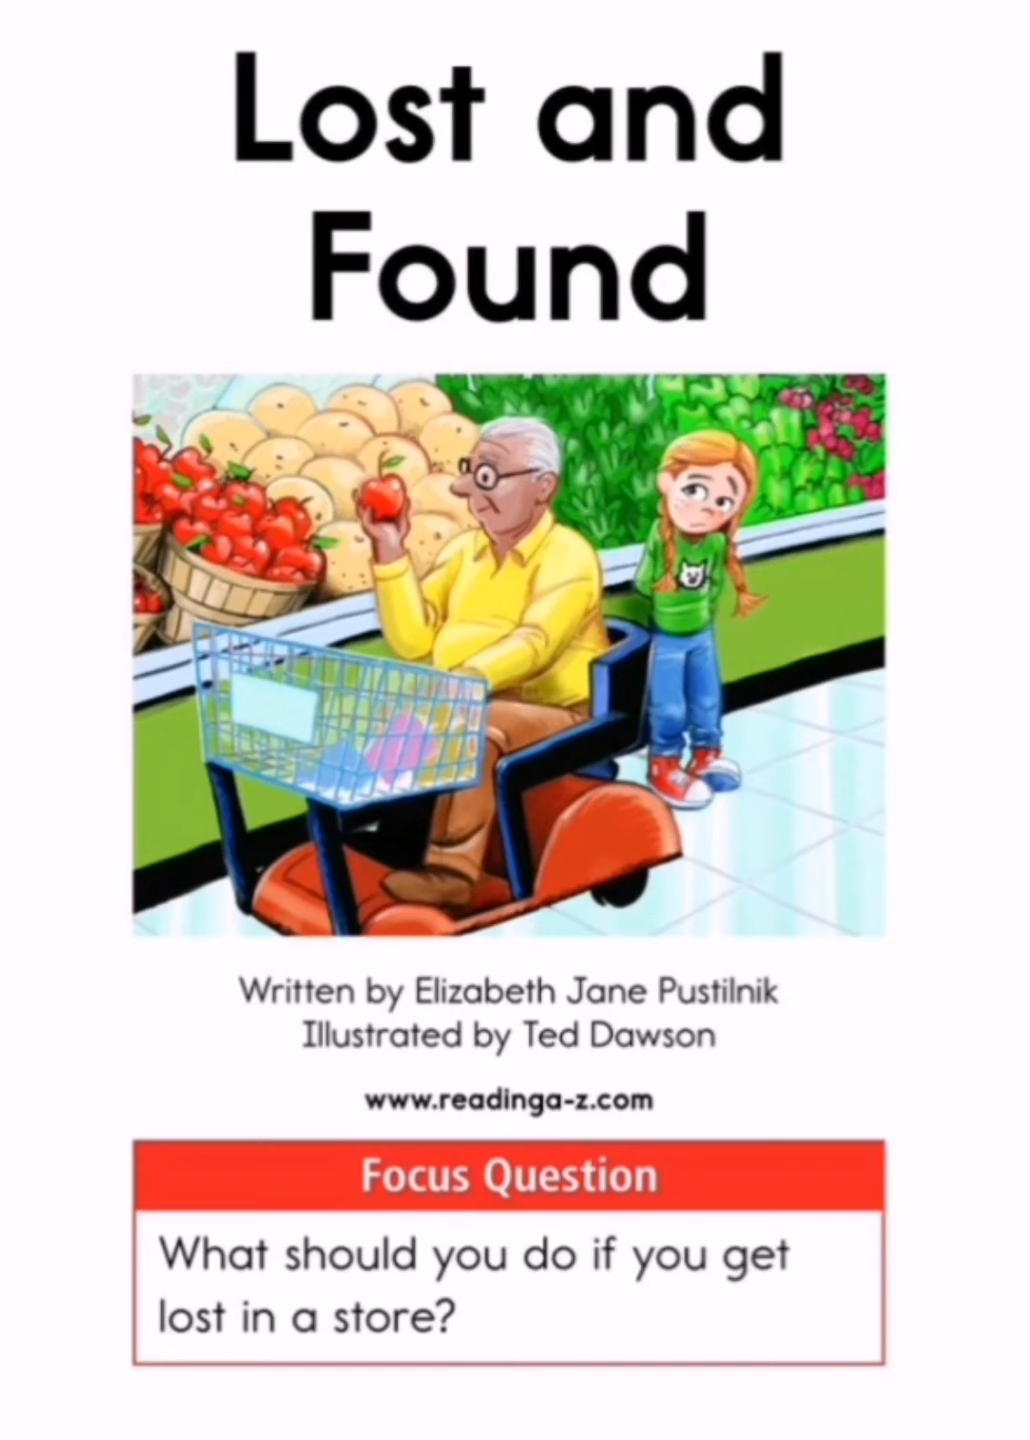 Lost and
Found
Written by Elizabeth Jane Pustilnik
Illustrated by Ted Dawson
www.readinga-z.com
Focus Question
What should you do if you get
lost in a store?